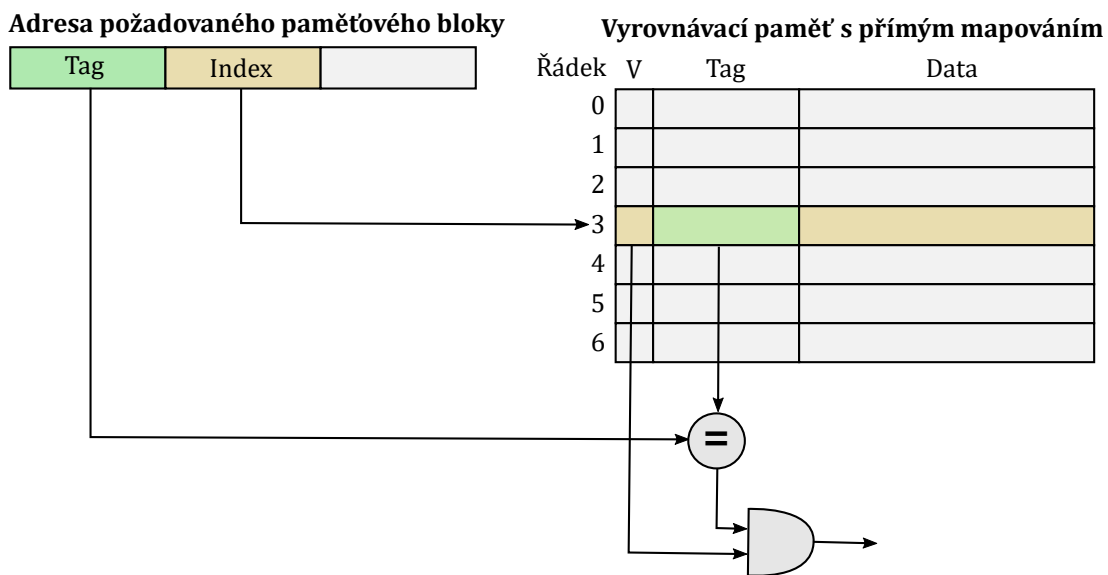 Adresa požadovaného paměťového bloky
Vyrovnávací paměť s přímým mapováním
Tag Index
Řádek V Tag Data
0
1
2
3
4
5
6
=